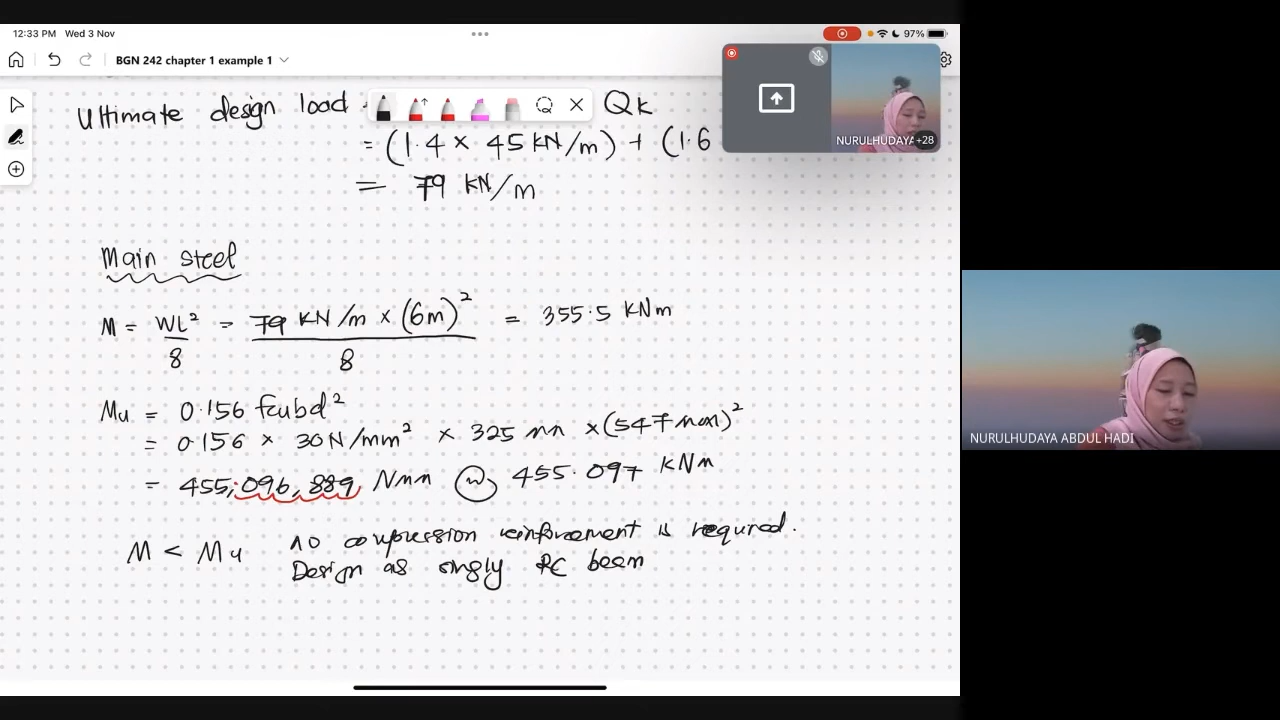 12:33 PM Wed 3 Nov
97%
BGN 242 chapter 1 example 1
Ultimate design load Qk
= (1.4 × 45 KN/m) + (1.6
= 79 KN/m
NURULHUDAYA +28
Main steel
M = WL² = 79 KN/m × (6m)² = 355.5 KNm
8 8
Mu = 0.156 fcubd²
= 0.156 × 30N/mm² × 325 mm × (547mm)²
= 455,096,889 Nmm ~ 455.097 KNm
M < Mu no compression reinforcement is required.
Design as singly RC beam
NURULHUDAYA ABDUL HADI